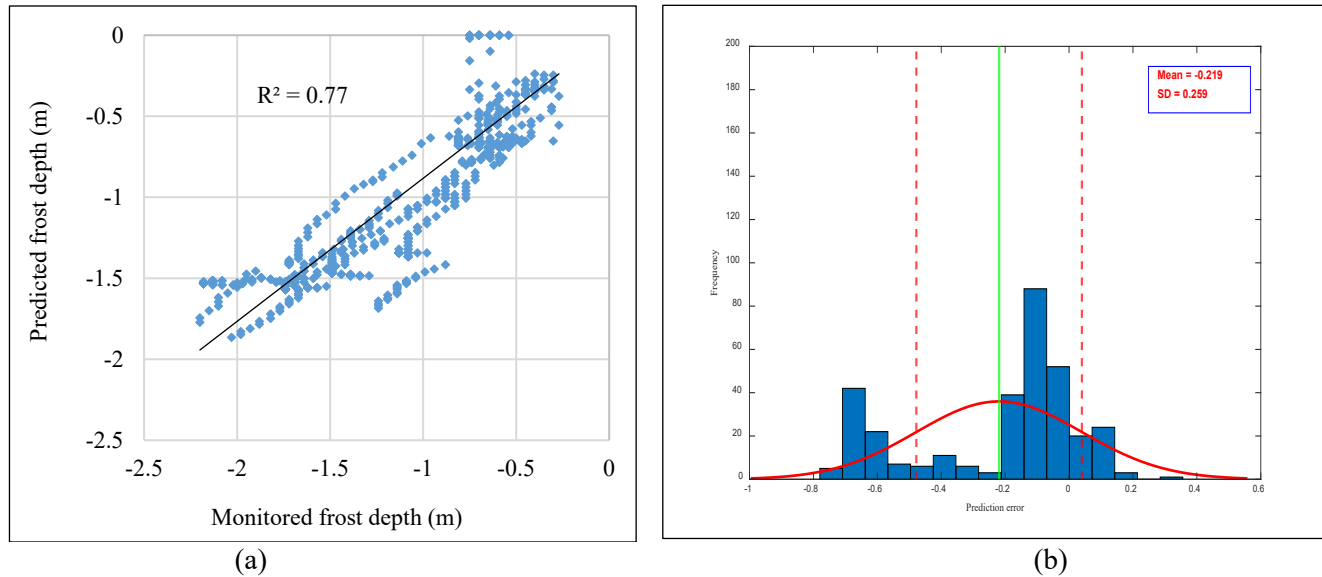 0
-0.5
-1
-1.5
-2
-2.5
-2.5 -2 -1.5 -1 -0.5 0
R² = 0.77
Predicted frost depth (m)
Monitored frost depth (m)
(a)
200
180
160
140
120
100
80
60
40
20
0
-1 -0.8 -0.6 -0.4 -0.2 0 0.2 0.4 0.6
Mean = -0.219
SD = 0.259
Frequency
Prediction error
(b)